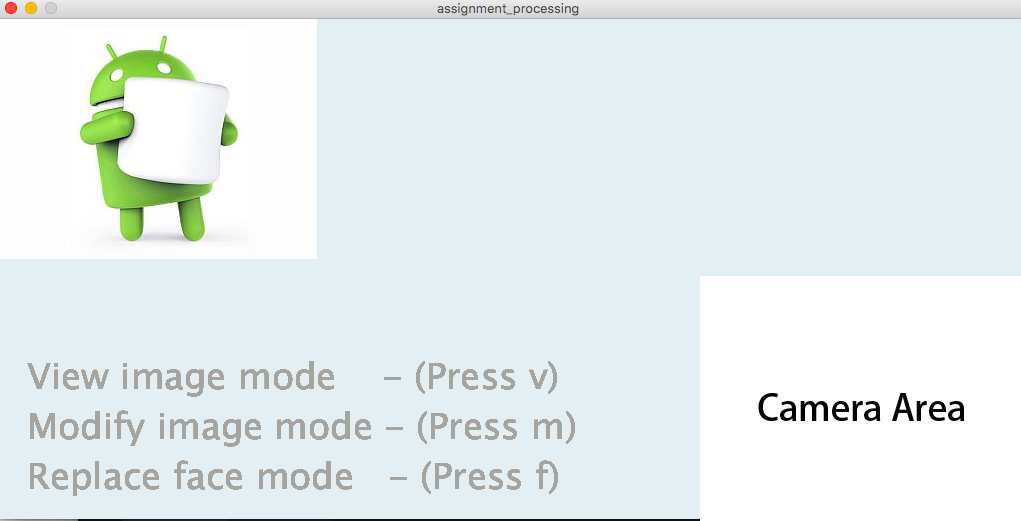 assignment_processing
View image mode - (Press v)
Modify image mode - (Press m)
Replace face mode - (Press f)
Camera Area